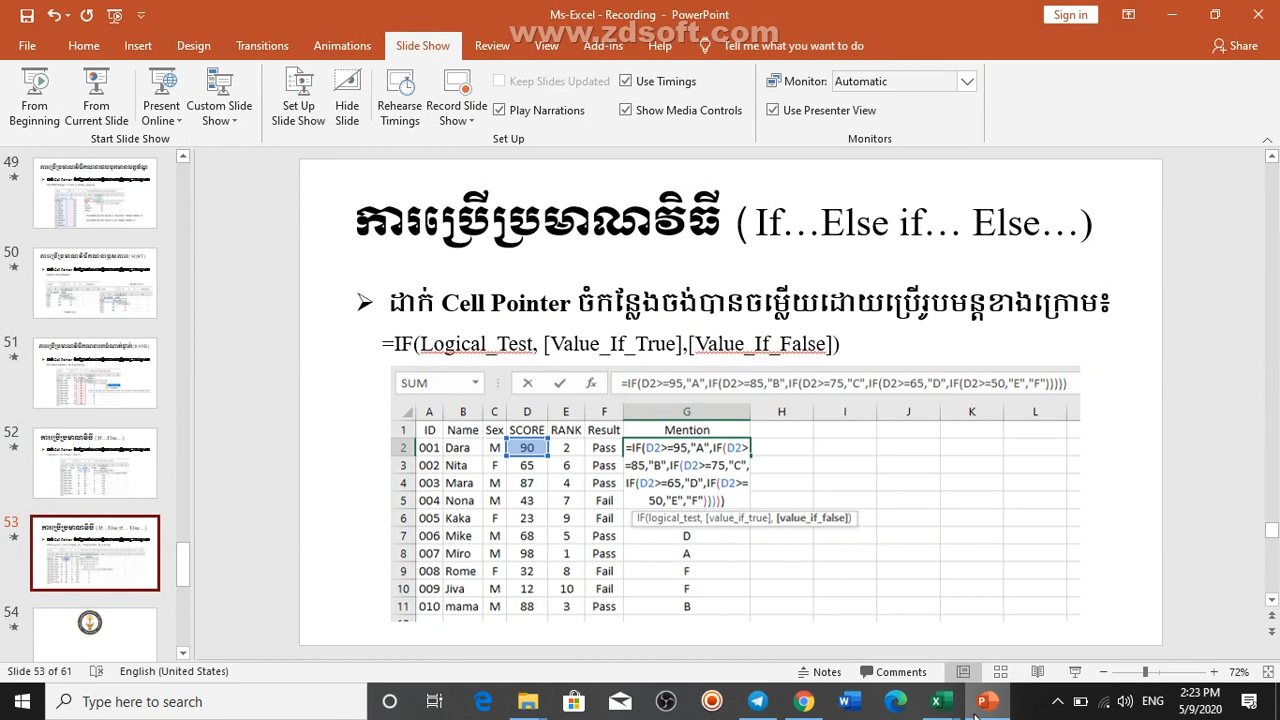 Ms-Excel - Recording - PowerPoint
www.zdsoft.com
Sign in
File Home Insert Design Transitions Animations Slide Show Review View Add-ins Help Tell me what you want to do Share
From Beginning
From Current Slide
Present Online
Custom Slide Show
Start Slide Show
Set Up Slide Show
Hide Slide
Rehearse Timings
Record Slide Show
Keep Slides Updated
Play Narrations
Use Timings
Show Media Controls
Set Up
Monitor: Automatic
Use Presenter View
Monitors
49
50
51
52
53
54
ការប្រើប្រមាណវិធី (If…Else if… Else…)
ដាក់ Cell Pointer ចំកន្លែងចង់បានចម្លើយដោយប្រើរូបមន្តខាងក្រោម៖
=IF(Logical_Test, [Value_If_True],[Value_If_False])
SUM fx =IF(D2>=95,"A",IF(D2>=85,"B",IF(D2>=75,"C",IF(D2>=65,"D",IF(D2>=50,"E","F")))))
A B C D E F G H I J K L
1 ID Name Sex SCORE RANK Result Mention
2 001 Dara M 90 2 Pass =IF(D2>=95,"A",IF(D2>
3 002 Nita F 65 6 Pass =85,"B",IF(D2>=75,"C",
4 003 Mara M 87 4 Pass IF(D2>=65,"D",IF(D2>=
5 004 Nona M 43 7 Fail 50,"E","F")))))
6 005 Kaka F 23 9 Fail IF(logical_test, [value_if_true], [value_if_false])
7 006 Mike M 68 5 Pass D
8 007 Miro M 98 1 Pass A
9 008 Rome F 32 8 Fail F
10 009 Jiva M 12 10 Fail F
11 010 mama M 88 3 Pass B
Slide 53 of 61 English (United States) Notes Comments 72%
Type here to search
ENG
2:23 PM
5/9/2020